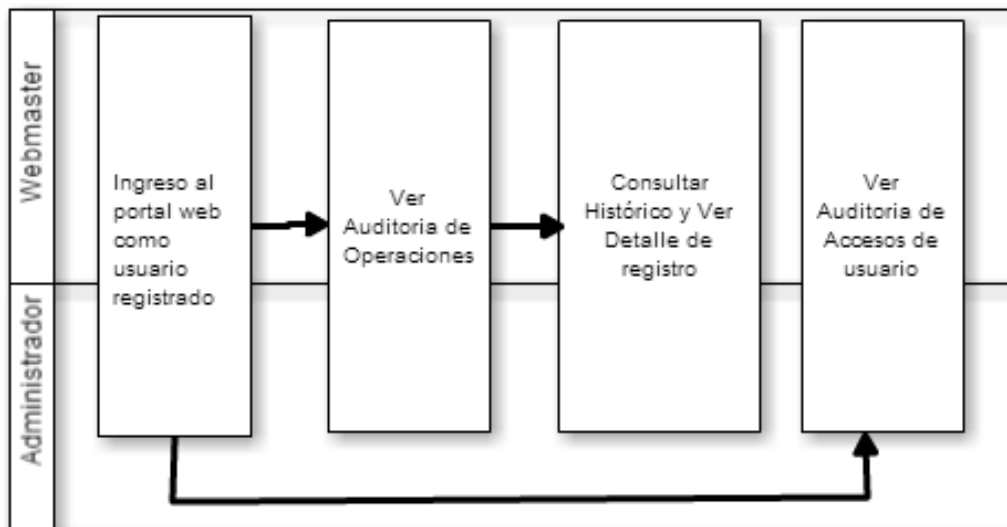 Webmaster
Administrador
Ingreso al
portal web
como
usuario
registrado
Ver
Auditoria de
Operaciones
Consultar
Histórico y Ver
Detalle de
registro
Ver
Auditoria de
Accesos de
usuario